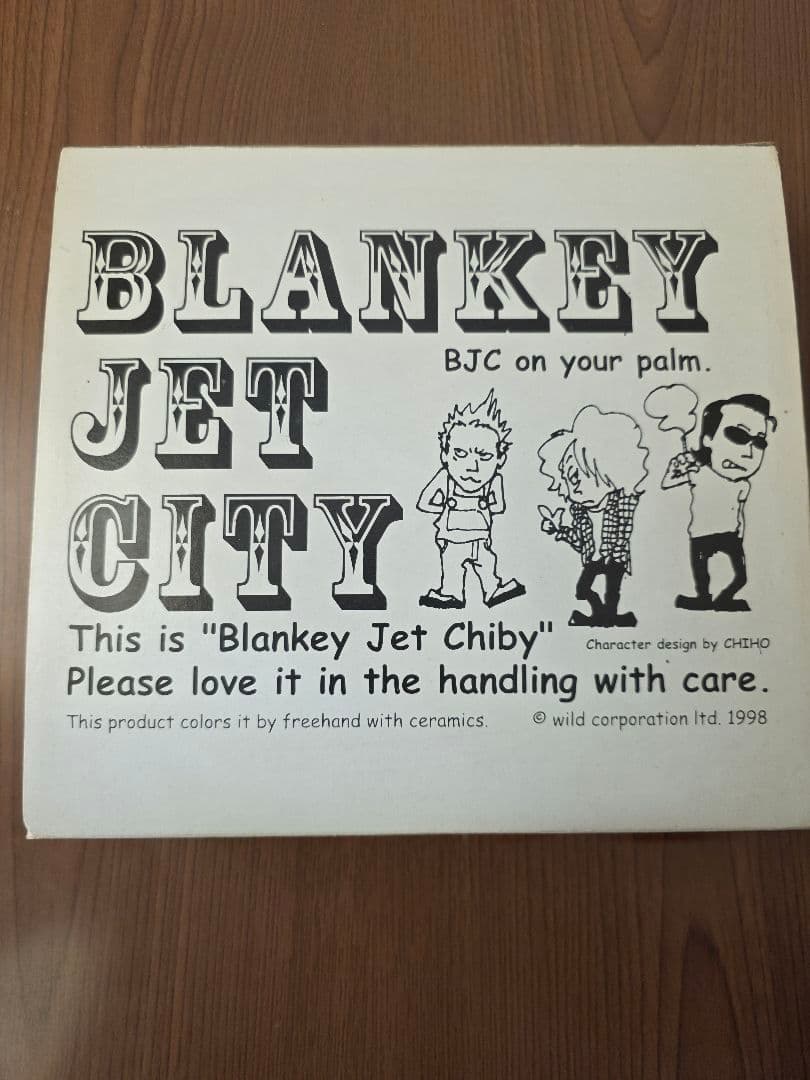 BLANKEY
JET
BJC on your palm.
CITY
This is "Blankey Jet Chiby"
Character design by CHIHO
Please love it in the handling with care.
This product colors it by freehand with ceramics.
© wild corporation ltd. 1998